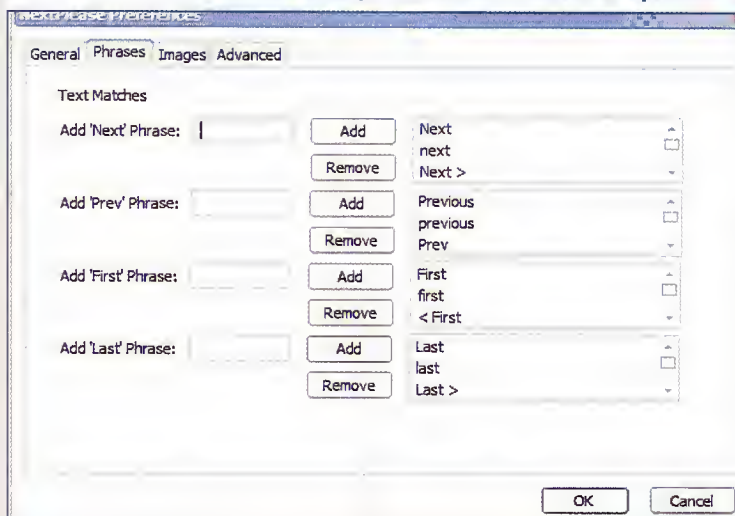 NextPlease Preferences
General Phrases Images Advanced
Text Matches
Add 'Next' Phrase: Add Next
next
Remove Next >
Add 'Prev' Phrase: Add Previous
previous
Remove Prev
Add 'First' Phrase: Add First
first
Remove < First
Add 'Last' Phrase: Add Last
last
Remove Last >
OK Cancel